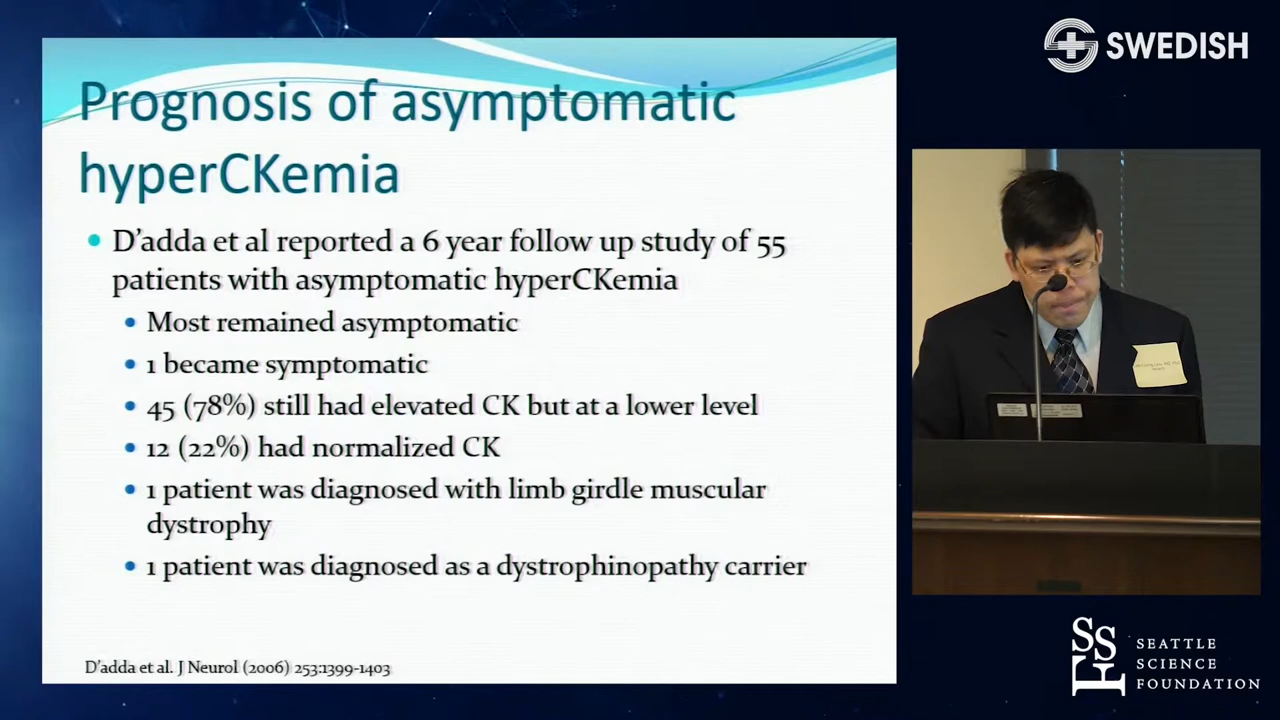 SWEDISH
Prognosis of asymptomatic
hyperCKemia
D'adda et al reported a 6 year follow up study of 55
patients with asymptomatic hyperCKemia
Most remained asymptomatic
1 became symptomatic
45 (78%) still had elevated CK but at a lower level
12 (22%) had normalized CK
1 patient was diagnosed with limb girdle muscular
dystrophy
1 patient was diagnosed as a dystrophinopathy carrier
D'adda et al. J Neurol (2006) 253:1399-1403
SSF
SEATTLE
SCIENCE
FOUNDATION